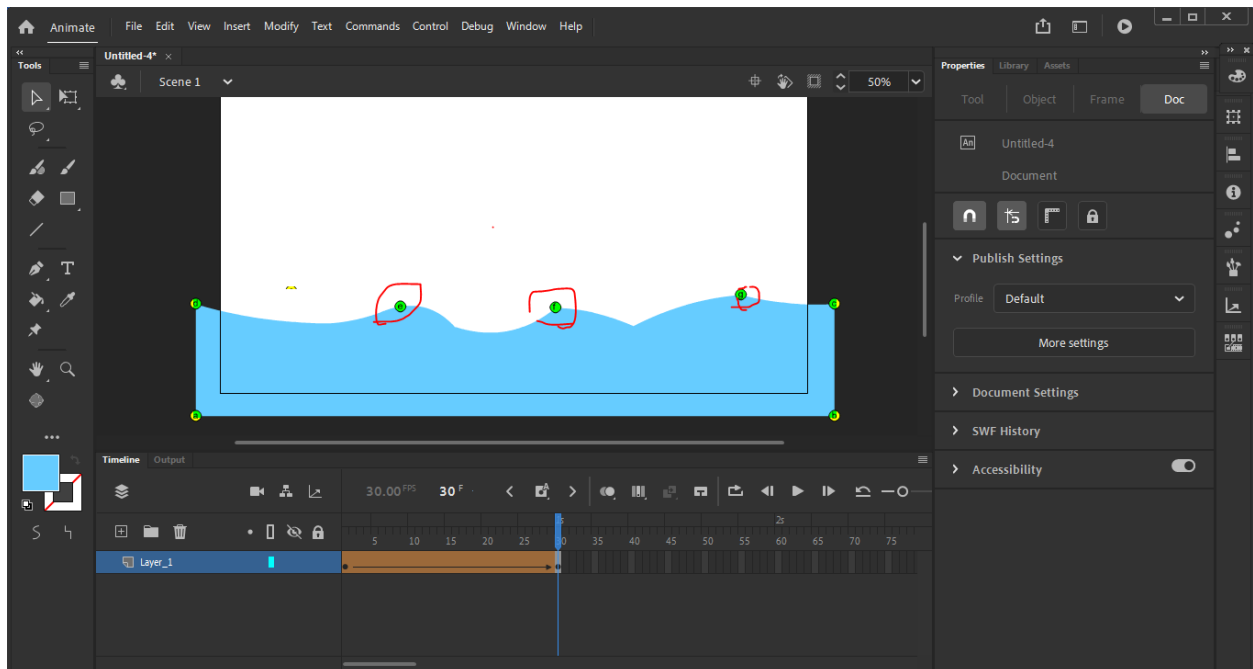 Animate File Edit View Insert Modify Text Commands Control Debug Window Help
Untitled-4* ×
Tools
Scene 1
50%
Properties Library Assets
Tool Object Frame Doc
An Untitled-4
Document
Publish Settings
Profile Default
More settings
Document Settings
SWF History
Accessibility
d e f g c
a b
Timeline Output
30.00 FPS 30 F
1s 2s
5 10 15 20 25 30 35 40 45 50 55 60 65 70 75
Layer_1